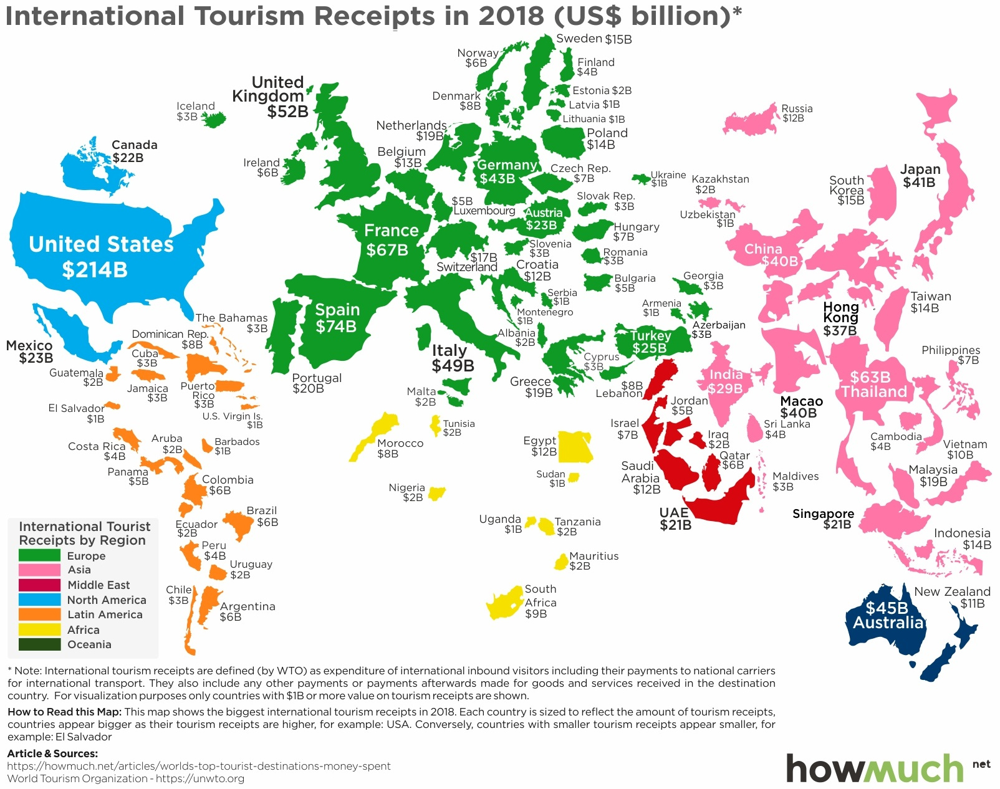 International Tourism Receipts in 2018 (US$ billion)*
Sweden $15B
Norway
$6B
Finland
$4B
United
Kingdom
$52B
Estonia $2B
Denmark
$8B
Latvia $1B
Lithuania $1B
Iceland
$3B
Russia
$12B
Netherlands
$19B
Poland
$14B
Canada
$22B
Belgium
$13B
Ireland
$6B
Germany
$43B
Czech Rep.
$7B
Ukraine
$1B
Kazakhstan
$2B
South
Korea
$15B
Japan
$41B
Slovak Rep.
$3B
$5B
Luxembourg
Austria
$23B
Uzbekistan
$1B
France
$67B
Hungary
$7B
United States
$214B
Slovenia
$3B
China
$40B
Romania
$3B
$17B
Switzerland
Croatia
$12B
Bulgaria
$5B
Georgia
$3B
Serbia
$1B
Taiwan
$14B
Spain
$74B
Armenia
$1B
Montenegro
$1B
Hong
Kong
$37B
The Bahamas
$3B
Azerbaijan
$3B
Albania
$2B
Dominican Rep.
$8B
Turkey
$25B
Mexico
$23B
Italy
$49B
Cuba
$3B
Philippines
$7B
Cyprus
$3B
Guatemala
$2B
Portugal
$20B
Greece
$19B
India
$29B
$63B
Thailand
Jamaica
$3B
Puerto
Rico
$3B
Malta
$2B
$8B
Lebanon
Macao
$40B
Jordan
$5B
El Salvador
$1B
U.S. Virgin Is.
$1B
Tunisia
$2B
Israel
$7B
Sri Lanka
$4B
Cambodia
$4B
Iraq
$2B
Aruba
$2B
Barbados
$1B
Morocco
$8B
Egypt
$12B
Costa Rica
$4B
Vietnam
$10B
Qatar
$6B
Saudi
Arabia
$12B
Panama
$5B
Malaysia
$19B
Sudan
$1B
Maldives
$3B
Colombia
$6B
Nigeria
$2B
Brazil
$6B
UAE
$21B
Singapore
$21B
Uganda
$1B
Tanzania
$2B
Ecuador
$2B
Indonesia
$14B
Peru
$4B
Mauritius
$2B
Uruguay
$2B
Chile
$3B
South
Africa
$9B
New Zealand
$11B
Argentina
$6B
$45B
Australia
International Tourist
Receipts by Region
Europe
Asia
Middle East
North America
Latin America
Africa
Oceania
* Note: International tourism receipts are defined (by WTO) as expenditure of international inbound visitors including their payments to national carriers
for international transport. They also include any other payments or payments afterwards made for goods and services received in the destination
country. For visualization purposes only countries with $1B or more value on tourism receipts are shown.
How to Read this Map: This map shows the biggest international tourism receipts in 2018. Each country is sized to reflect the amount of tourism receipts,
countries appear bigger as their tourism receipts are higher, for example: USA. Conversely, countries with smaller tourism receipts appear smaller, for
example: El Salvador
Article & Sources:
https://howmuch.net/articles/worlds-top-tourist-destinations-money-spent
World Tourism Organization - https://unwto.org
howmuch net